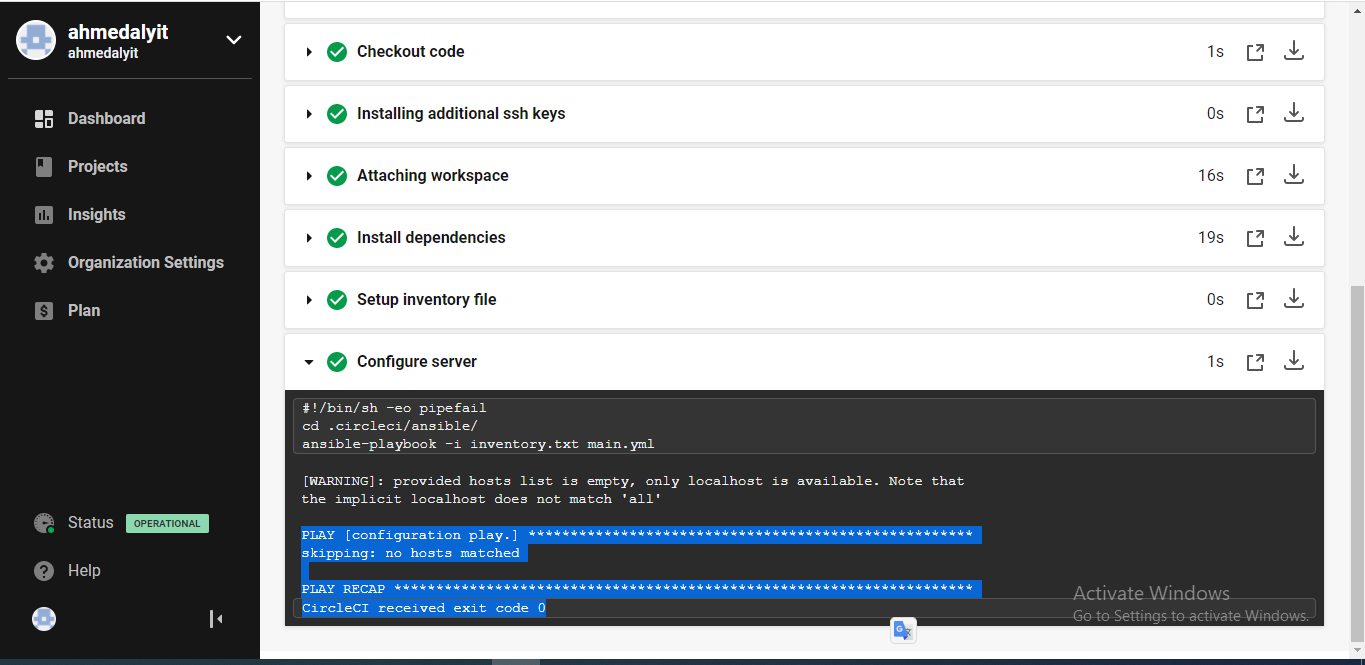 ahmedalyit
ahmedalyit
Dashboard
Projects
Insights
Organization Settings
Plan
Status OPERATIONAL
Help
Checkout code 1s
Installing additional ssh keys 0s
Attaching workspace 16s
Install dependencies 19s
Setup inventory file 0s
Configure server 1s
#!/bin/sh -eo pipefail
cd .circleci/ansible/
ansible-playbook -i inventory.txt main.yml
[WARNING]: provided hosts list is empty, only localhost is available. Note that
the implicit localhost does not match 'all'
PLAY [configuration play.] *****************************************************
skipping: no hosts matched
PLAY RECAP *********************************************************************
CircleCI received exit code 0
Activate Windows
Go to Settings to activate Windows.